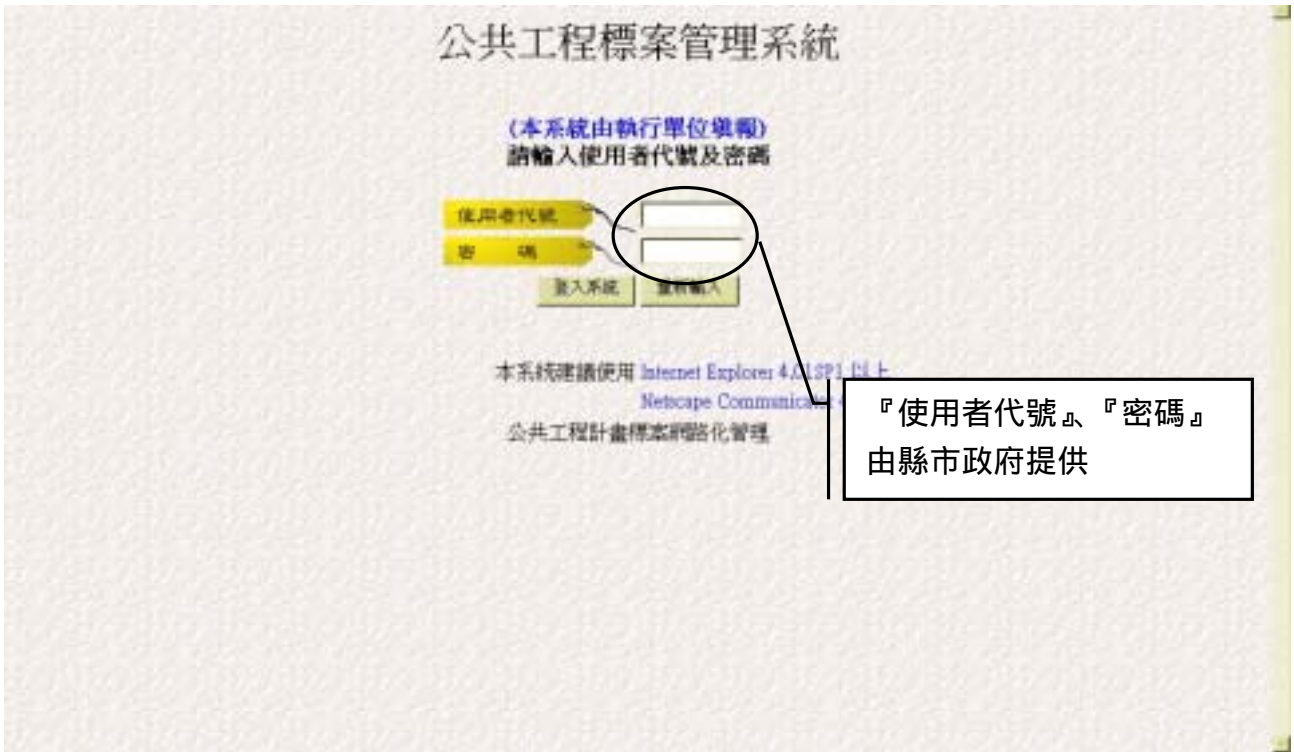 公共工程標案管理系統
(本系統由執行單位填報)
請輸入使用者代號及密碼
使用者代號
密 碼
登入系統 重新輸入
本系統建議使用 Internet Explorer 4.01SP1 以上
Netscape Communicator
公共工程計畫標案網路化管理
『使用者代號』、『密碼』
由縣市政府提供